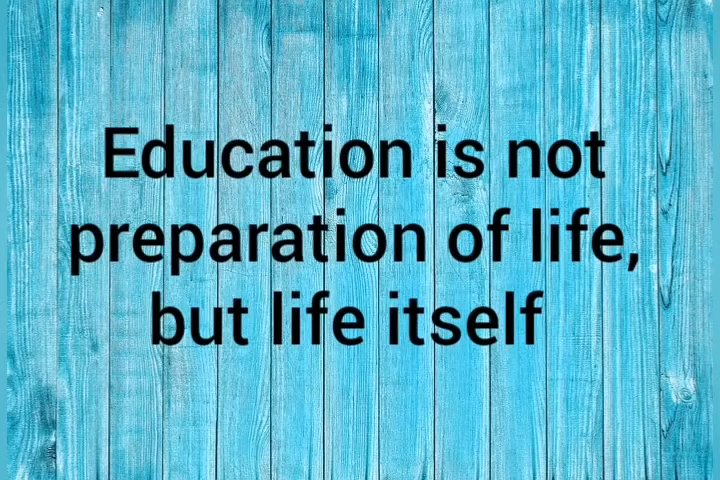 Education is not
preparation of life,
but life itself